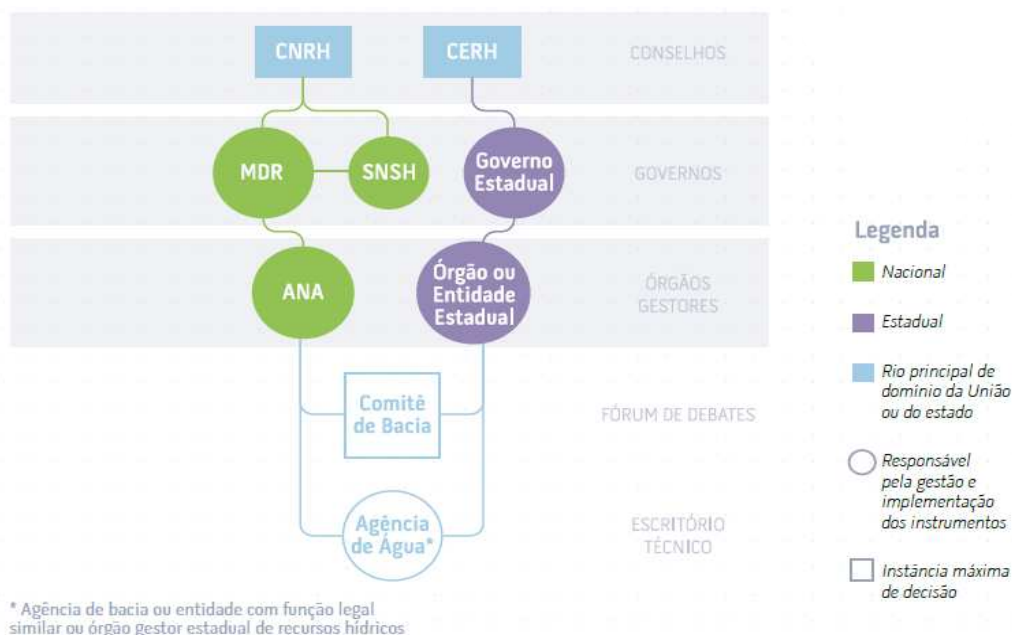 CNRH
CERH
CONSELHOS
MDR
SNSH
Governo
Estadual
GOVERNOS
ANA
Órgão ou
Entidade
Estadual
ÓRGÃOS
GESTORES
Comitê
de Bacia
FÓRUM DE DEBATES
Agência
de Água*
ESCRITÓRIO
TÉCNICO
* Agência de bacia ou entidade com função legal
similar ou órgão gestor estadual de recursos hídricos
Legenda
Nacional
Estadual
Rio principal de
domínio da União
ou do estado
Responsável
pela gestão e
implementação
dos instrumentos
Instância máxima
de decisão